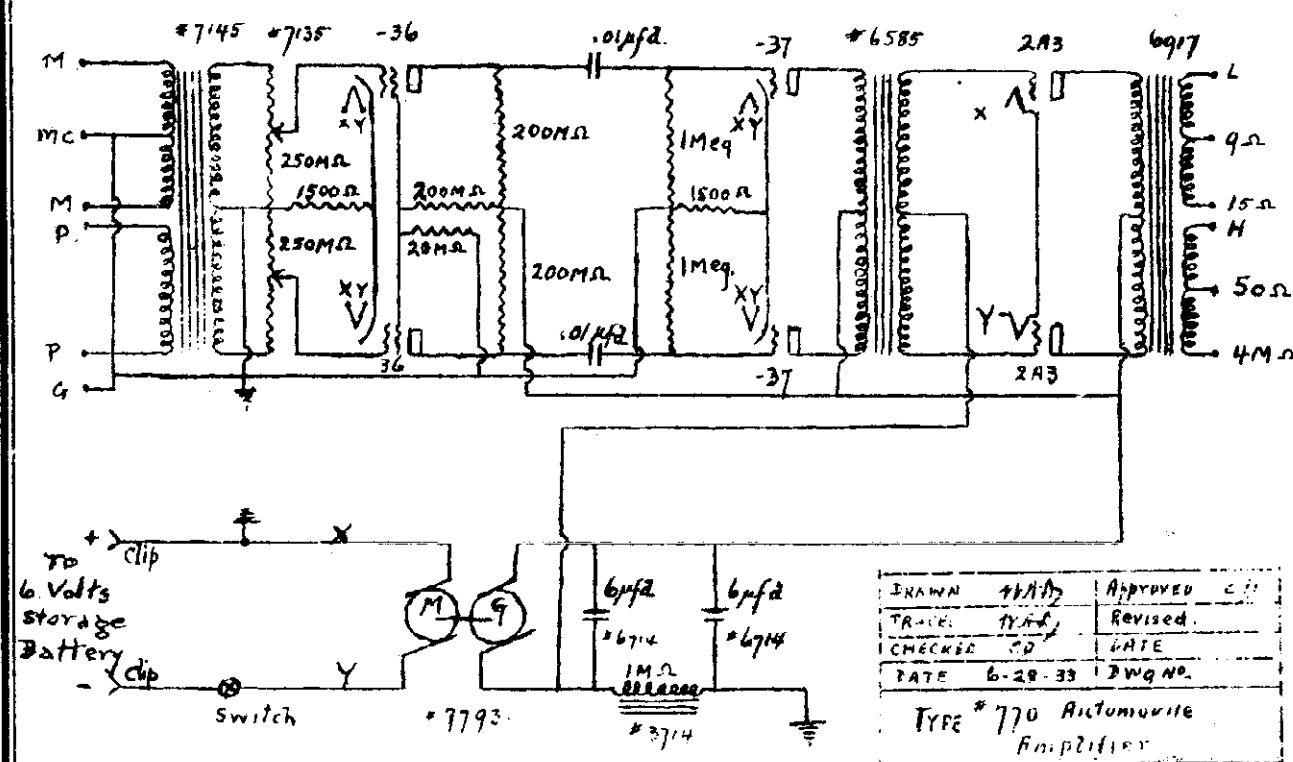 #7145 #7135 -36 .01µfd. -37 #6585 2A3 6917
M
MC
M
P
P
G
XY
250MΩ
1500Ω
250MΩ
XY
36
200MΩ
200MΩ
20MΩ
200MΩ
.01µfd
1Meg
1500Ω
1Meg.
XY
XY
-37
X
Y
2A3
L
9Ω
15Ω
H
50Ω
4MΩ
+ Clip X
TO
6 Volts
storage
Battery
- Clip Y
Switch
M G
#7793.
6µfd
#6714
6µfd
#6714
1MΩ
#3714
DRAWN Approved
Revised.
CHECKED DATE
DATE 6-28-33 DWG No.
TYPE #770 Automobile
Amplifier